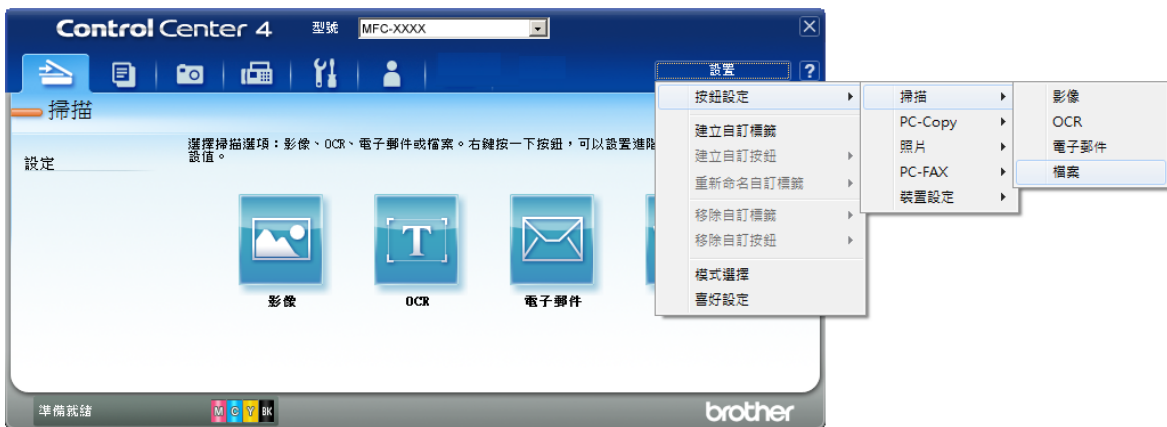 Control Center 4
型號
MFC-XXXX
設置
?
掃描
設定
選擇掃描選項：影像、OCR、電子郵件或檔案。右鍵按一下按鈕，可以設置進階
設值。
影像
OCR
電子郵件
按鈕設定
建立自訂標籤
建立自訂按鈕
重新命名自訂標籤
移除自訂標籤
移除自訂按鈕
模式選擇
喜好設定
掃描
PC-Copy
照片
PC-FAX
裝置設定
影像
OCR
電子郵件
檔案
準備就緒
M C Y BK
brother